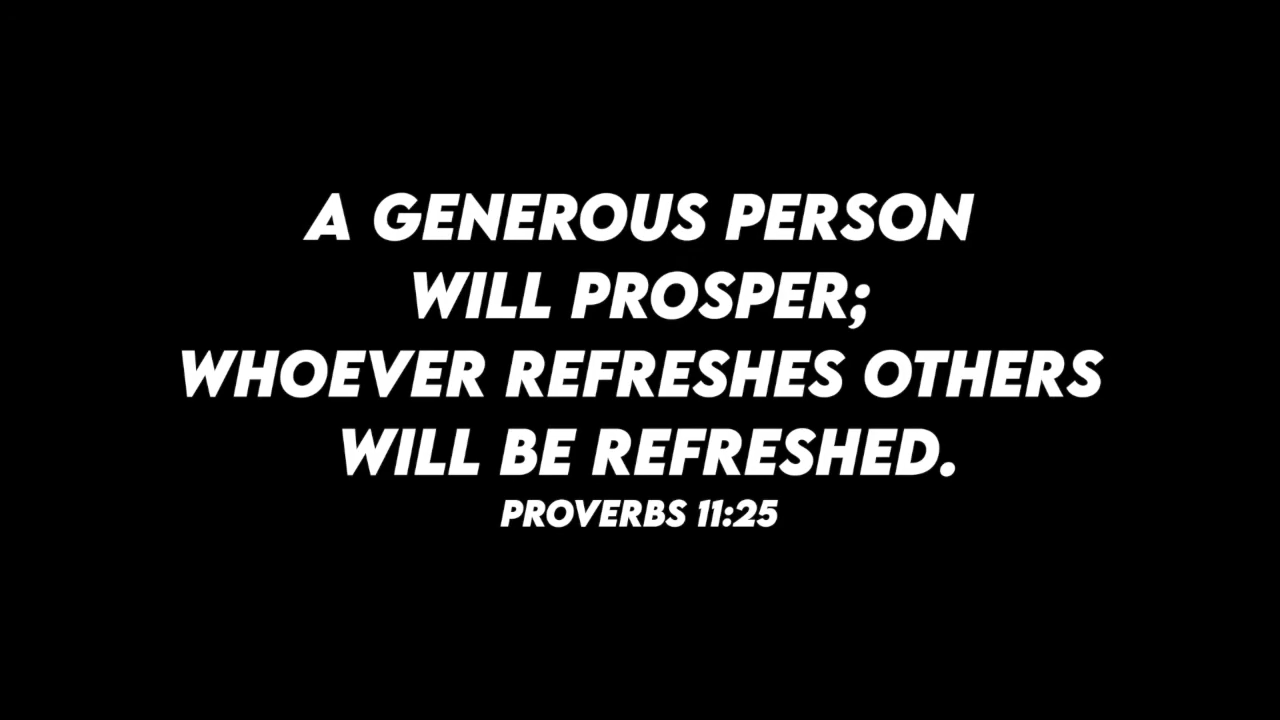 A GENEROUS PERSON
WILL PROSPER;
WHOEVER REFRESHES OTHERS
WILL BE REFRESHED.
PROVERBS 11:25